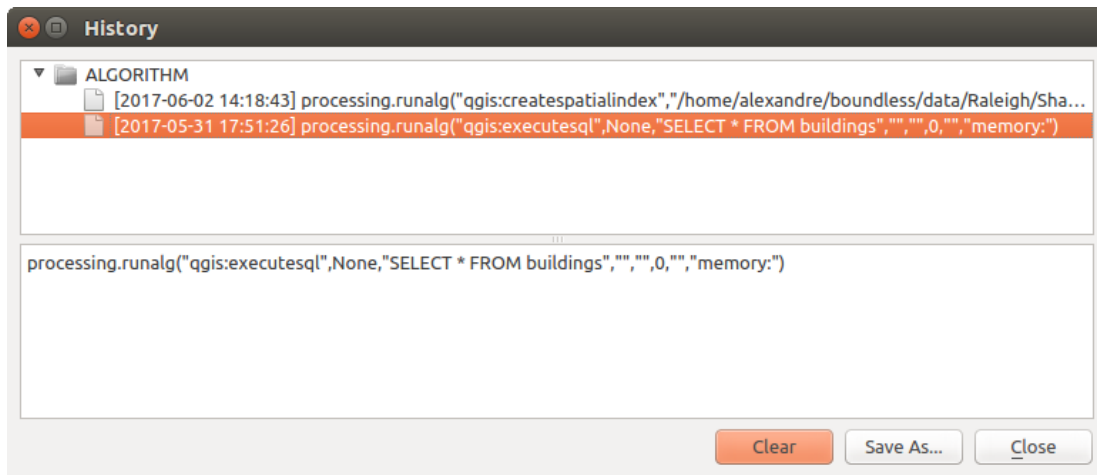 History
ALGORITHM
[2017-06-02 14:18:43] processing.runalg("qgis:createspatialindex","/home/alexandre/boundless/data/Raleigh/Sha...
[2017-05-31 17:51:26] processing.runalg("qgis:executesql",None,"SELECT * FROM buildings","","",0,"","memory:")
processing.runalg("qgis:executesql",None,"SELECT * FROM buildings","","",0,"","memory:")
Clear Save As... Close